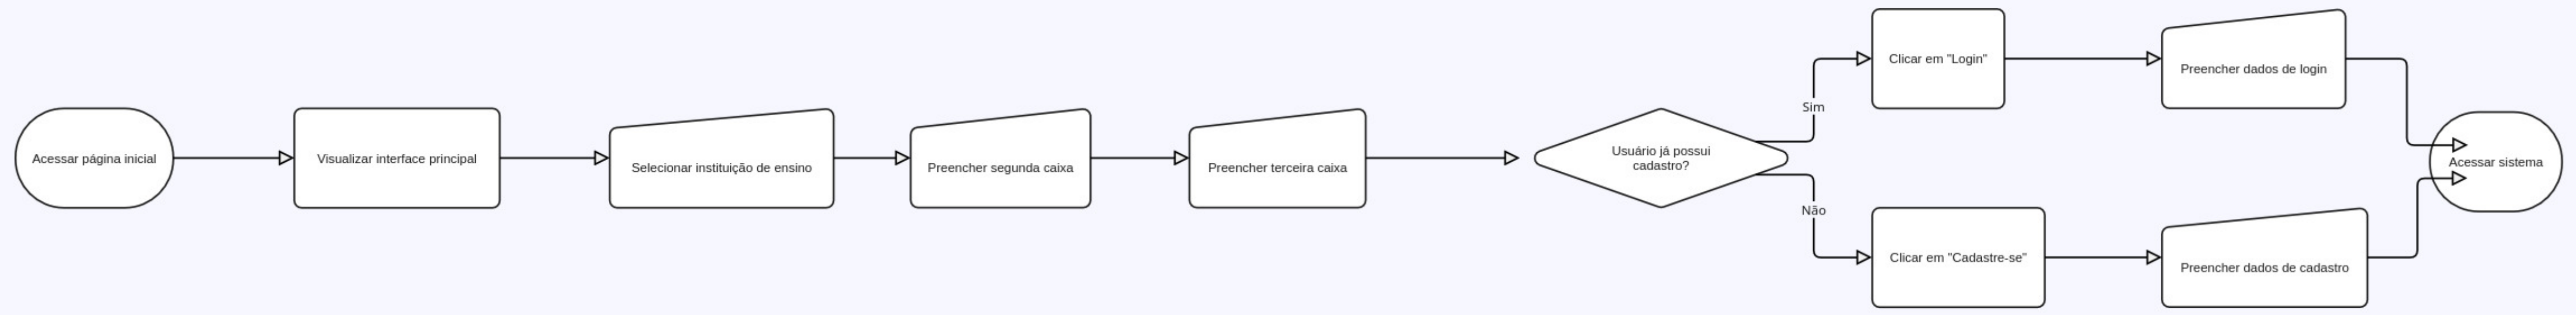 Acessar página inicial
Visualizar interface principal
Selecionar instituição de ensino
Preencher segunda caixa
Preencher terceira caixa
Usuário já possui
cadastro?
Sim
Clicar em "Login"
Preencher dados de login
Não
Clicar em "Cadastre-se"
Preencher dados de cadastro
Acessar sistema